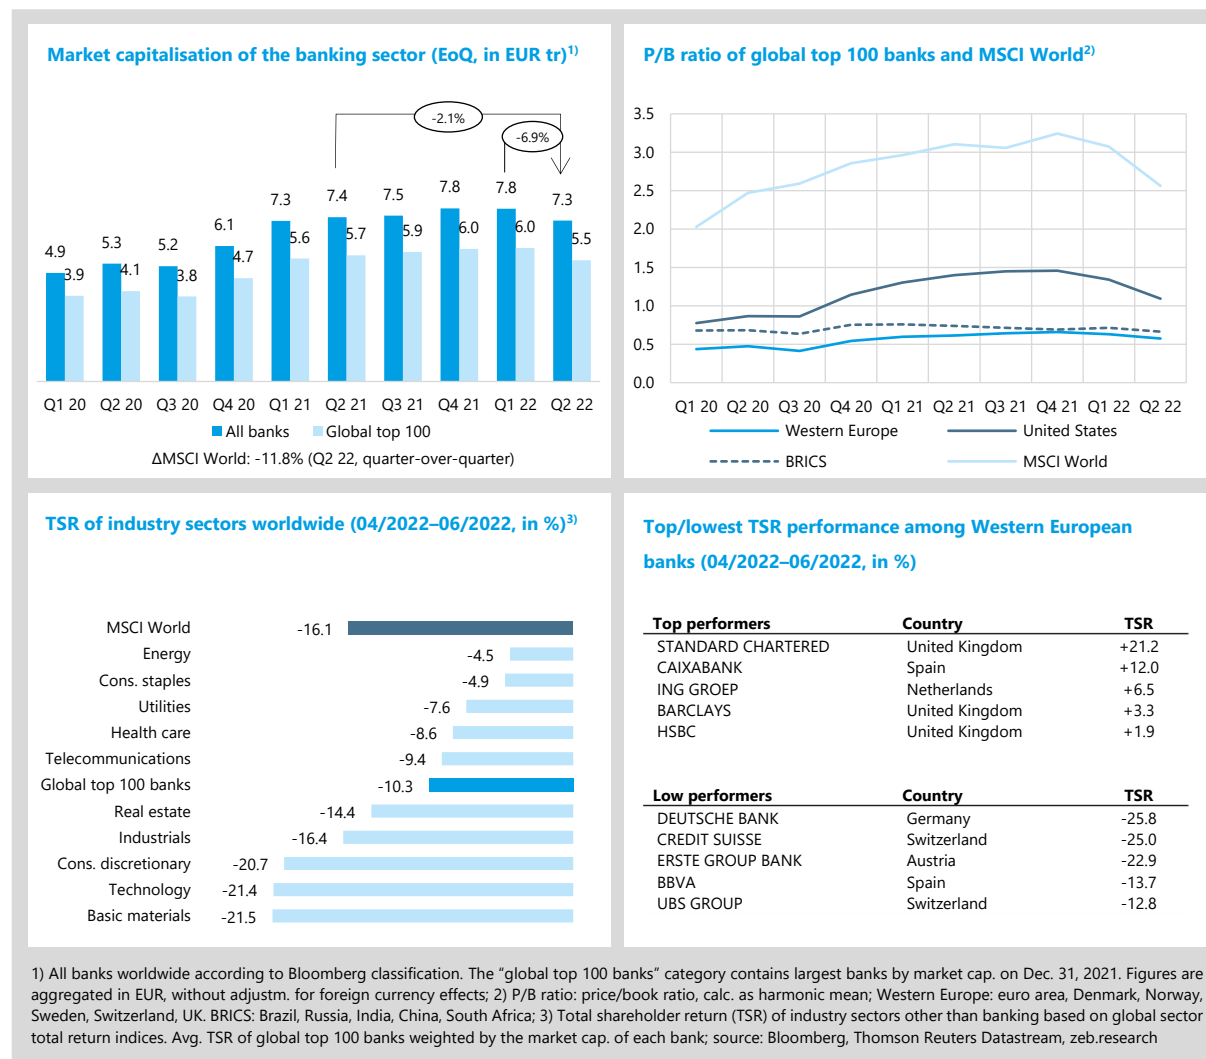 Market capitalisation of the banking sector (EoQ, in EUR tr)1)
-2.1%
-6.9%
4.9
3.9
5.3
4.1
5.2
3.8
6.1
4.7
7.3
5.6
7.4
5.7
7.5
5.9
7.8
6.0
7.8
6.0
7.3
5.5
Q1 20 Q2 20 Q3 20 Q4 20 Q1 21 Q2 21 Q3 21 Q4 21 Q1 22 Q2 22
All banks Global top 100
ΔMSCI World: -11.8% (Q2 22, quarter-over-quarter)
P/B ratio of global top 100 banks and MSCI World2)
3.5
3.0
2.5
2.0
1.5
1.0
0.5
0.0
Q1 20 Q2 20 Q3 20 Q4 20 Q1 21 Q2 21 Q3 21 Q4 21 Q1 22 Q2 22
Western Europe United States
BRICS MSCI World
TSR of industry sectors worldwide (04/2022–06/2022, in %)3)
MSCI World -16.1
Energy -4.5
Cons. staples -4.9
Utilities -7.6
Health care -8.6
Telecommunications -9.4
Global top 100 banks -10.3
Real estate -14.4
Industrials -16.4
Cons. discretionary -20.7
Technology -21.4
Basic materials -21.5
Top/lowest TSR performance among Western European
banks (04/2022–06/2022, in %)
Top performers Country TSR
STANDARD CHARTERED United Kingdom +21.2
CAIXABANK Spain +12.0
ING GROEP Netherlands +6.5
BARCLAYS United Kingdom +3.3
HSBC United Kingdom +1.9
Low performers Country TSR
DEUTSCHE BANK Germany -25.8
CREDIT SUISSE Switzerland -25.0
ERSTE GROUP BANK Austria -22.9
BBVA Spain -13.7
UBS GROUP Switzerland -12.8
1) All banks worldwide according to Bloomberg classification. The “global top 100 banks” category contains largest banks by market cap. on Dec. 31, 2021. Figures are
aggregated in EUR, without adjustm. for foreign currency effects; 2) P/B ratio: price/book ratio, calc. as harmonic mean; Western Europe: euro area, Denmark, Norway,
Sweden, Switzerland, UK. BRICS: Brazil, Russia, India, China, South Africa; 3) Total shareholder return (TSR) of industry sectors other than banking based on global sector
total return indices. Avg. TSR of global top 100 banks weighted by the market cap. of each bank; source: Bloomberg, Thomson Reuters Datastream, zeb.research